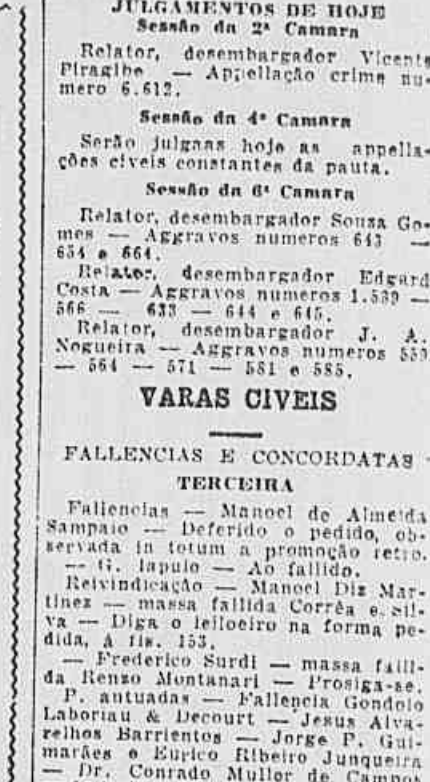 JULGAMENTOS DE HOJE
Sessão da 2ª Camara
Relator, desembargador Vicente
Piragibe — Appellação crime nu-
mero 6.612.
Sessão da 4ª Camara
Serão julgaas hoje as appella-
ções civeis constantes da pauta.
Sessão da 6ª Camara
Relator, desembargador Souza Go-
mes — Aggravos numeros 643 —
654 e 664.
Relator, desembargador Edgard
Costa — Aggravos numeros 1.539 —
566 — 633 — 644 e 645.
Relator, desembargador J. A.
Nogueira — Aggravos numeros 553
— 564 — 571 — 581 e 585.
VARAS CIVEIS
FALLENCIAS E CONCORDATAS
TERCEIRA
Fallencias — Manoel de Almeida
Sampaio — Deferido o pedido, ob-
servada in totum a promoção retro.
— G. Iapulo — Ao fallido.
Reivindicação — Manoel Diz Mar-
tinez — massa fallida Corrêa e Sil-
va — Diga o leiloeiro na forma pe-
dida, á fls. 153.
— Frederico Surdi — massa falli-
da Renzo Montanari — Prosiga-se.
P. antuadas — Fallencia Gondolo
Laboriau & Decourt — Jesus Alva-
relhos Barrientos — Jorge P. Gui-
marães e Eurico Ribeiro Junqueira
— Dr. Conrado Muller de Campos